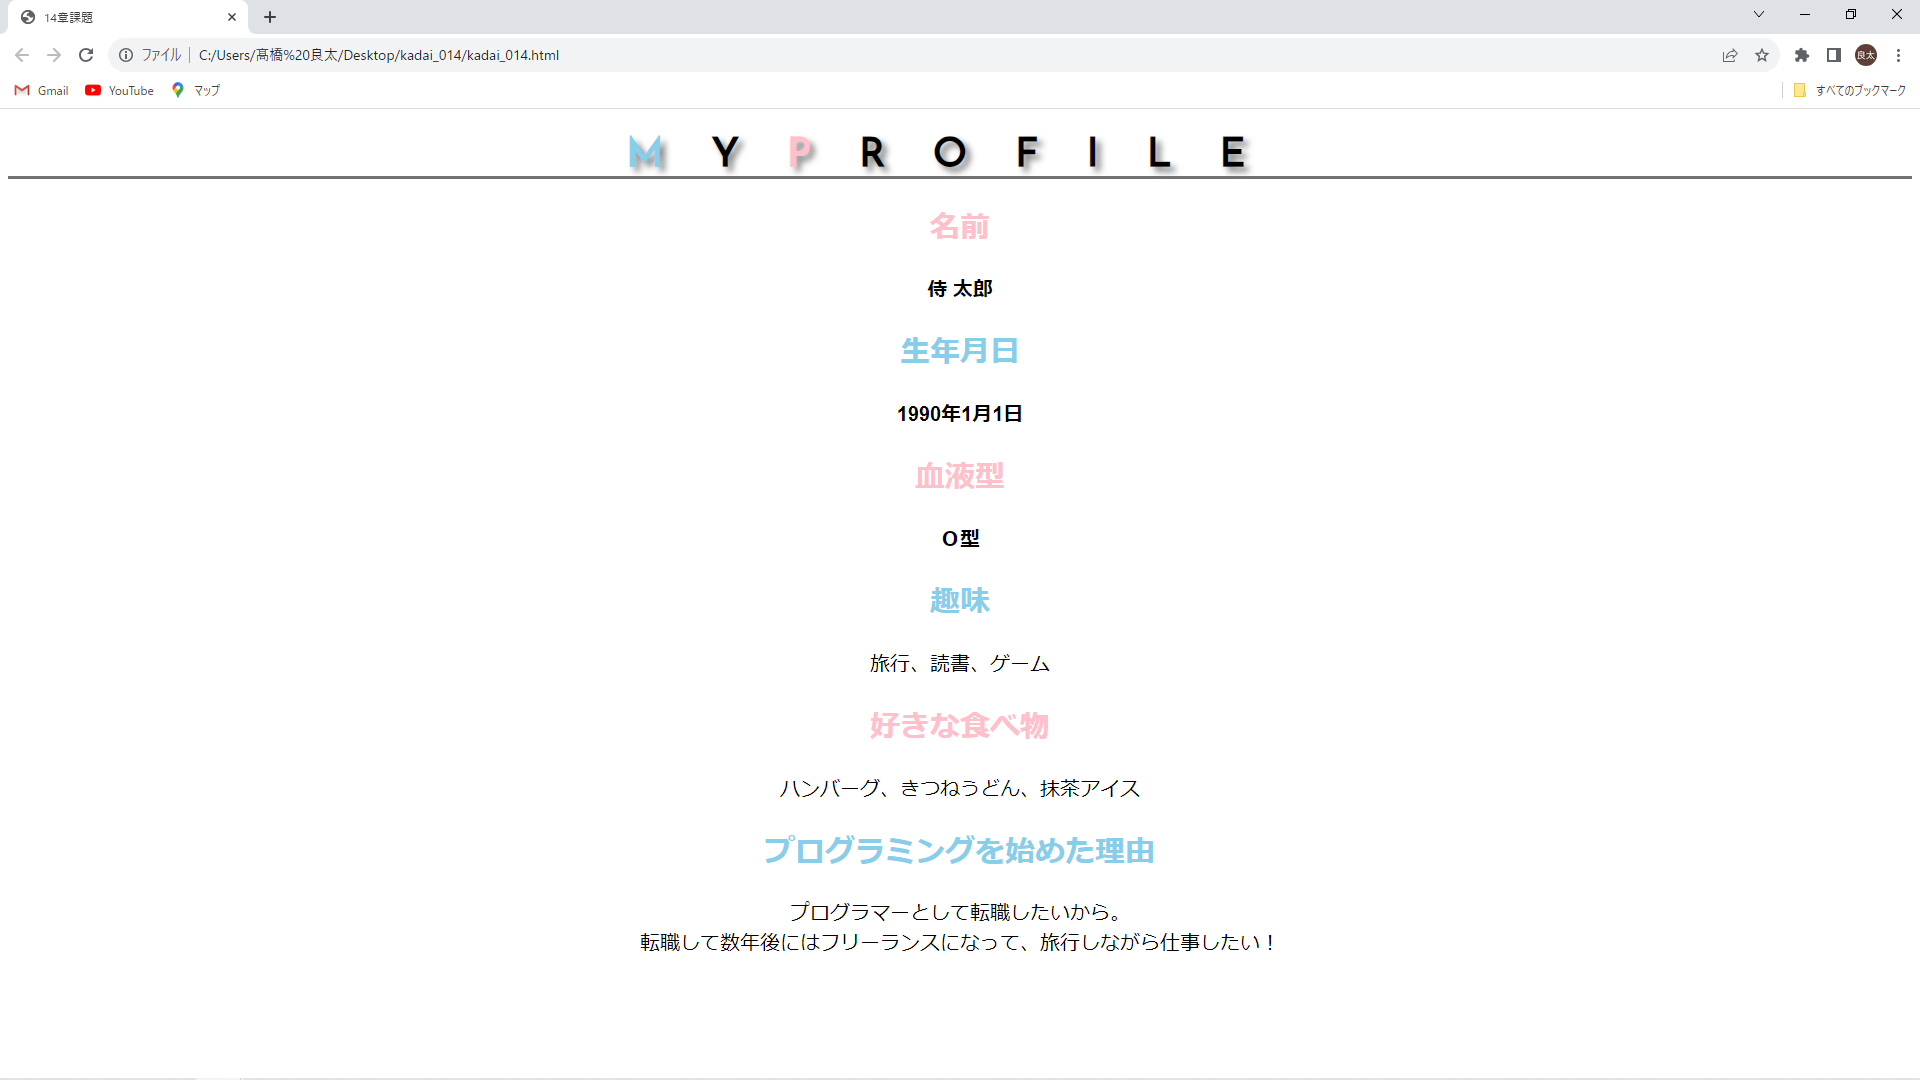 14章課題
ファイル C:/Users/髙橋%20良太/Desktop/kadai_014/kadai_014.html
良太
Gmail YouTube マップ すべてのブックマーク
MYPROFILE
名前
侍 太郎
生年月日
1990年1月1日
血液型
O型
趣味
旅行、読書、ゲーム
好きな食べ物
ハンバーグ、きつねうどん、抹茶アイス
プログラミングを始めた理由
プログラマーとして転職したいから。
転職して数年後にはフリーランスになって、旅行しながら仕事したい！